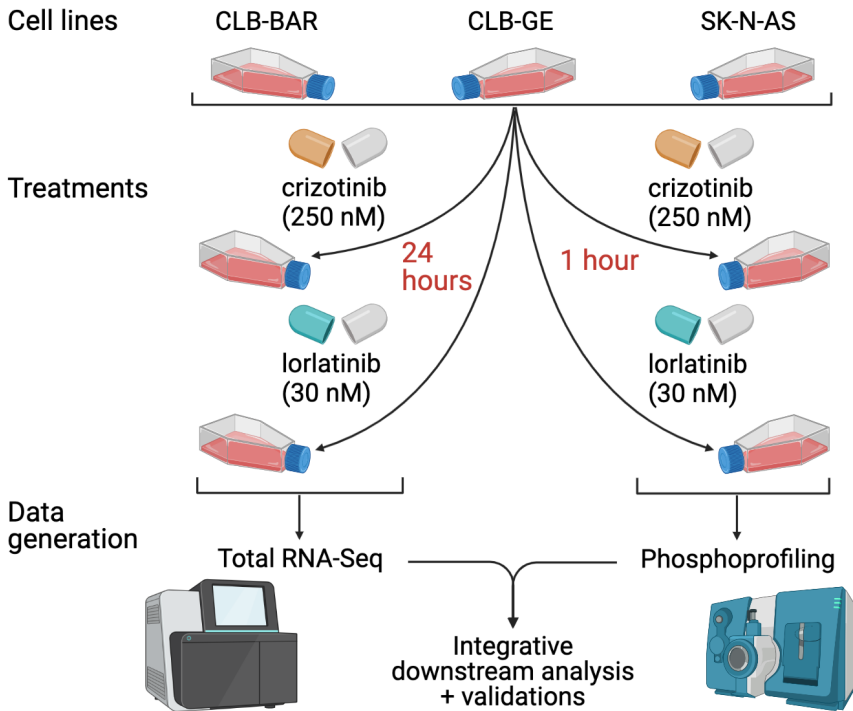 Cell lines
CLB-BAR
CLB-GE
SK-N-AS
Treatments
crizotinib
(250 nM)
crizotinib
(250 nM)
24
hours
1 hour
lorlatinib
(30 nM)
lorlatinib
(30 nM)
Data
generation
Total RNA-Seq
Phosphoprofiling
Integrative
downstream analysis
+ validations